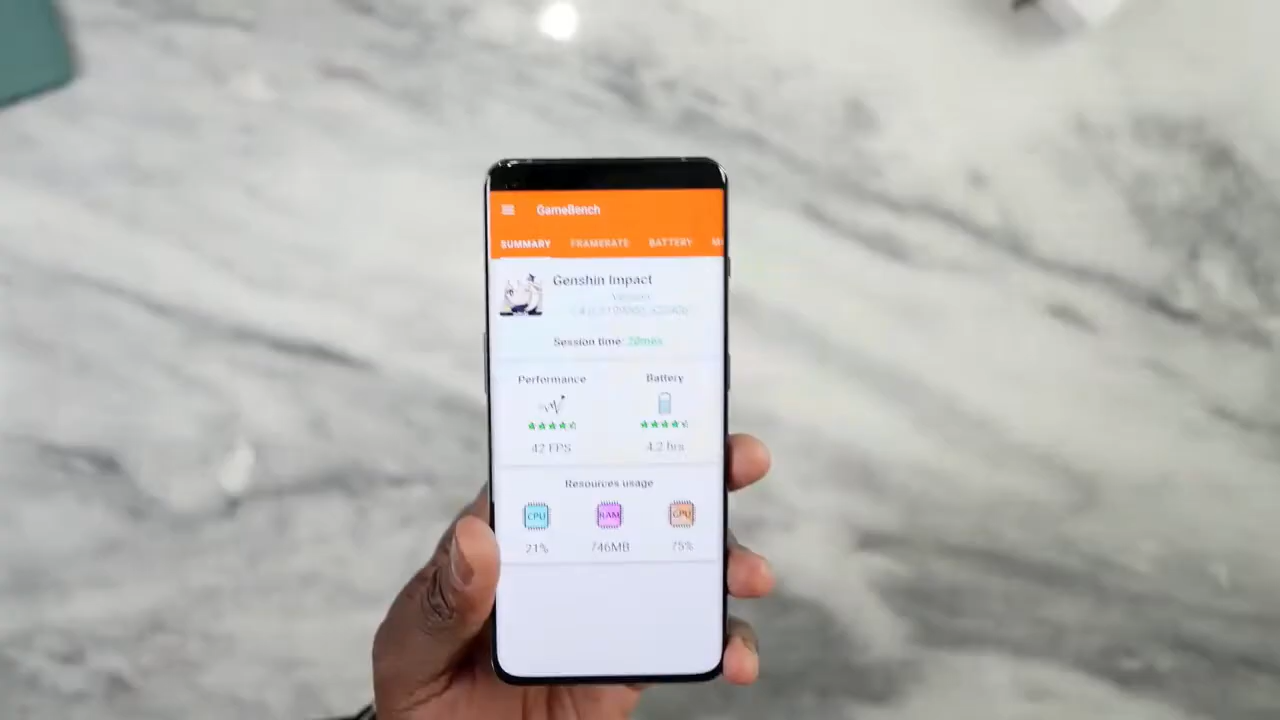 GameBench
SUMMARY FRAMERATE BATTERY M
Genshin Impact
Version
Session time:
Performance Battery
42 FPS 4.2 hrs
Resources usage
CPU RAM GPU
21% 746MB 75%